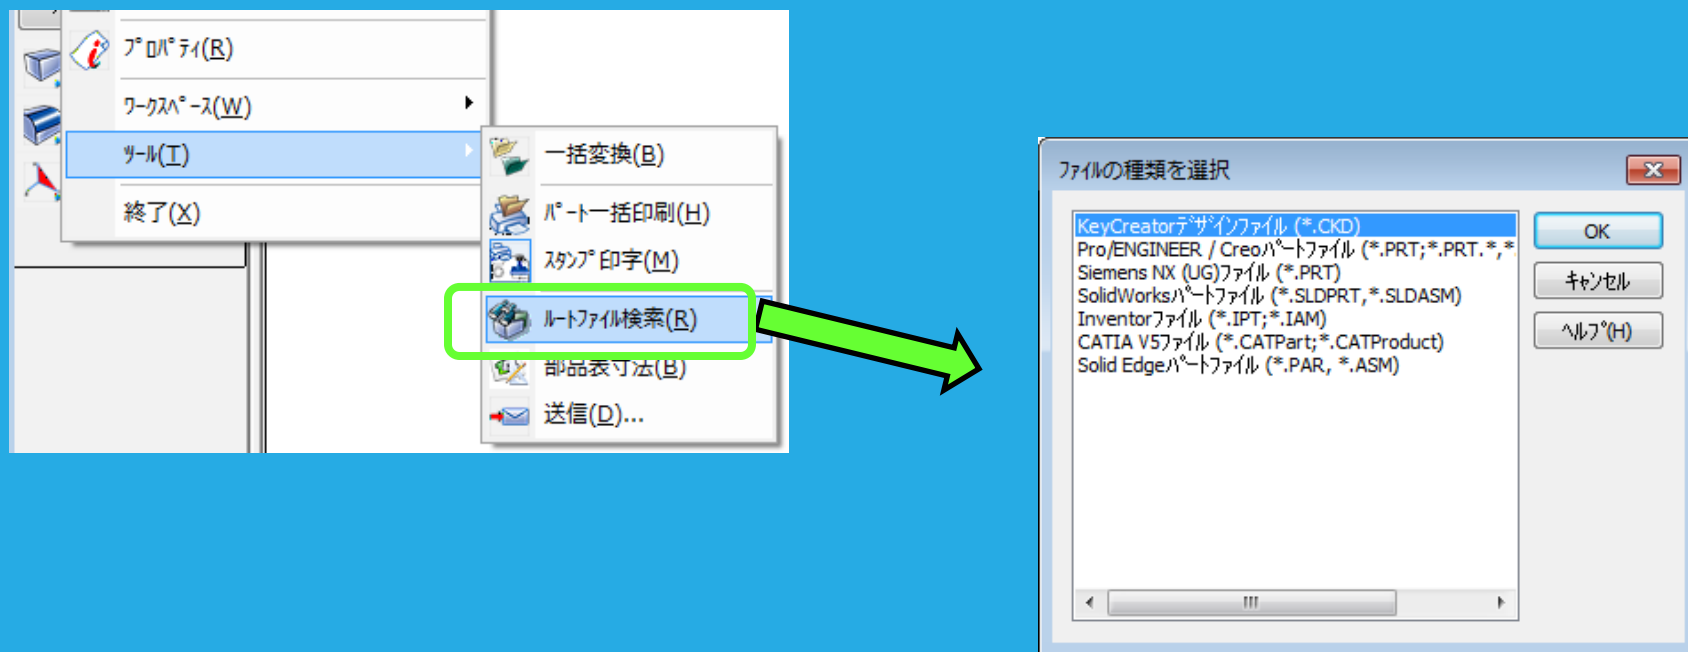 ﾌﾟﾛﾊﾟﾃｨ(R)
ﾜｰｸｽﾍﾟｰｽ(W)
ﾂｰﾙ(T)
終了(X)
一括変換(B)
ﾊﾟｰﾄ一括印刷(H)
ｽﾀﾝﾌﾟ印字(M)
ﾙｰﾄﾌｧｲﾙ検索(R)
部品表寸法(B)
送信(D)...
ﾌｧｲﾙの種類を選択
KeyCreatorﾃﾞｻﾞｲﾝﾌｧｲﾙ (*.CKD)
Pro/ENGINEER / Creoﾊﾟｰﾄﾌｧｲﾙ (*.PRT;*.PRT.*,*.
Siemens NX (UG)ﾌｧｲﾙ (*.PRT)
SolidWorksﾊﾟｰﾄﾌｧｲﾙ (*.SLDPRT,*.SLDASM)
Inventorﾌｧｲﾙ (*.IPT;*.IAM)
CATIA V5ﾌｧｲﾙ (*.CATPart;*.CATProduct)
Solid Edgeﾊﾟｰﾄﾌｧｲﾙ (*.PAR, *.ASM)
OK
ｷｬﾝｾﾙ
ﾍﾙﾌﾟ(H)